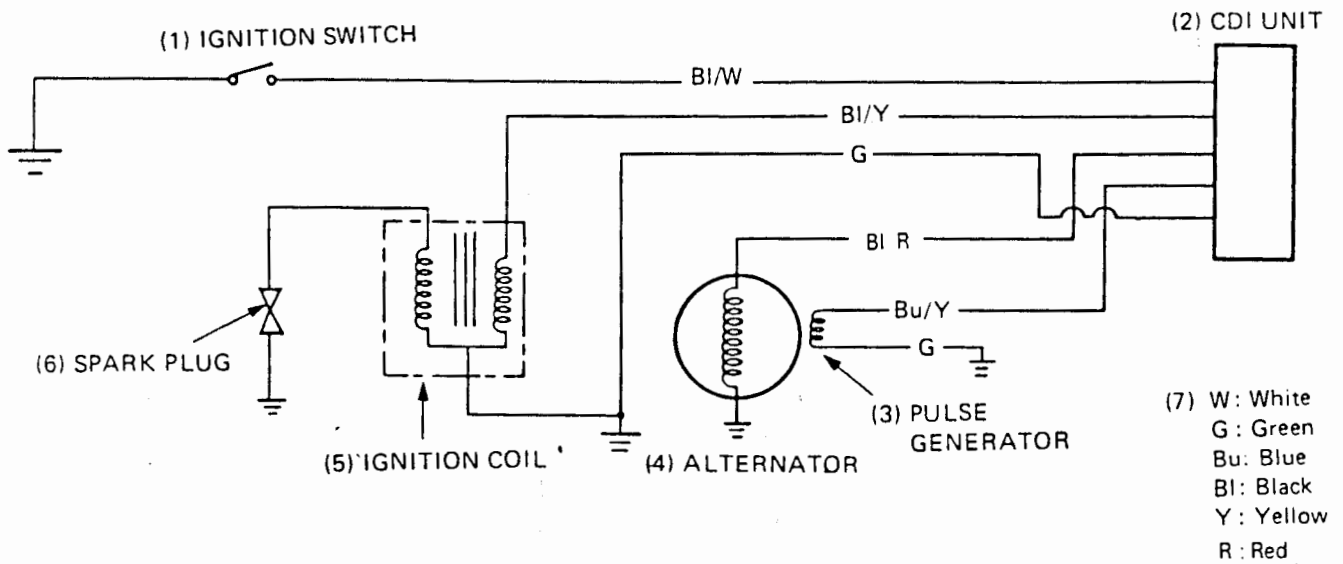 (1) IGNITION SWITCH
(2) CDI UNIT
Bl/W
Bl/Y
G
Bl R
Bu/Y
G
(6) SPARK PLUG
(3) PULSE
GENERATOR
(5) IGNITION COIL
(4) ALTERNATOR
(7) W: White
G: Green
Bu: Blue
Bl: Black
Y: Yellow
R: Red